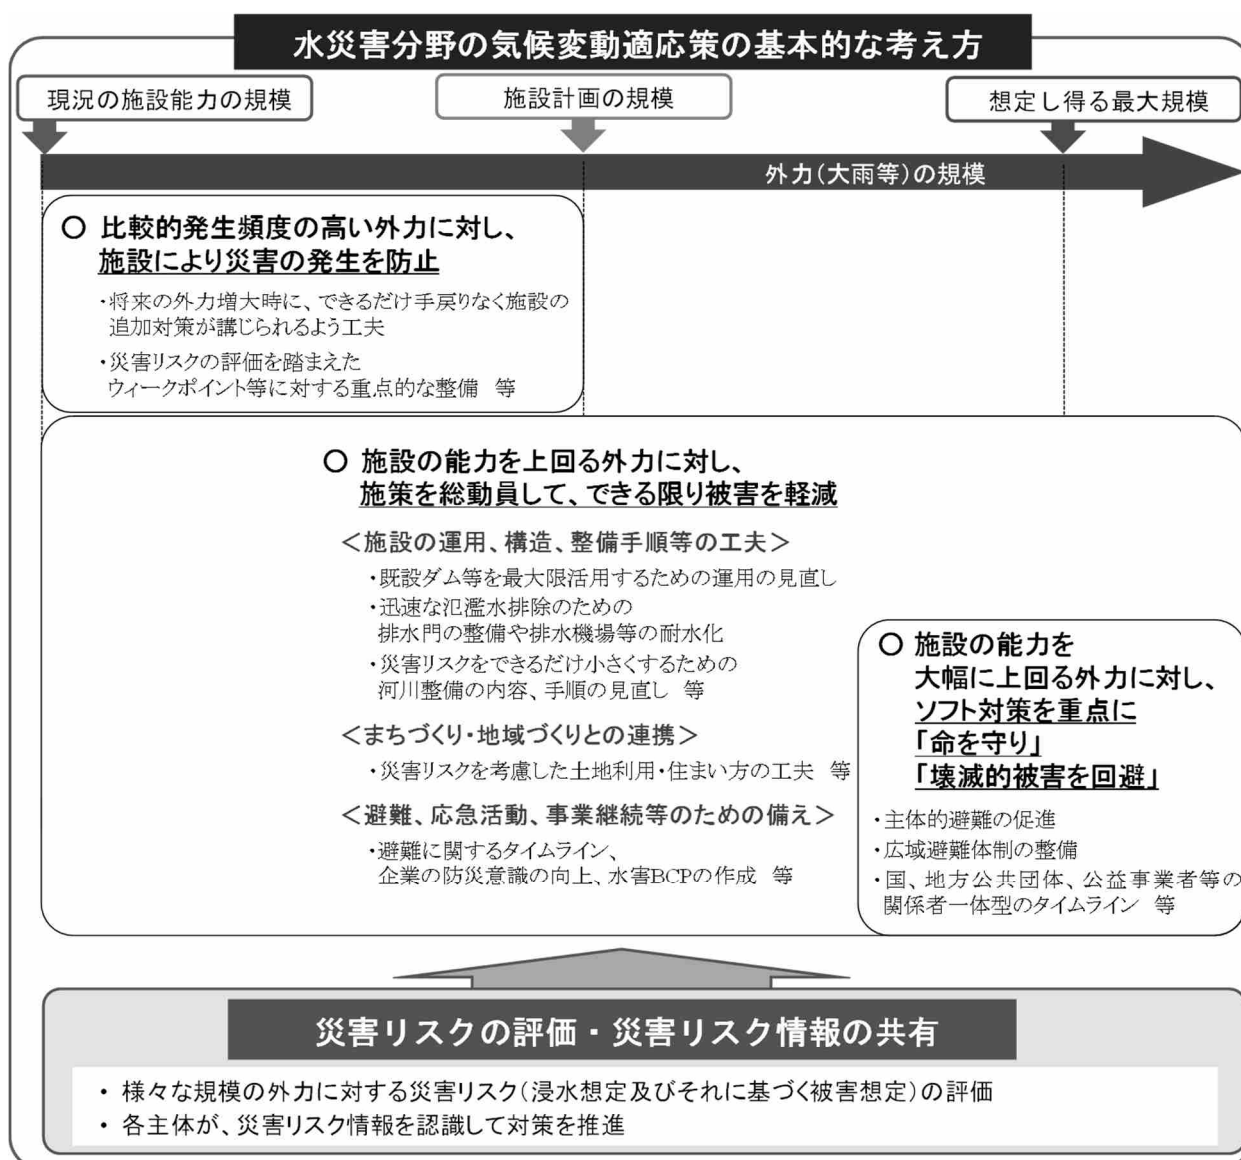 水災害分野の気候変動適応策の基本的な考え方
現況の施設能力の規模
施設計画の規模
想定し得る最大規模
外力(大雨等)の規模
○ 比較的発生頻度の高い外力に対し、
施設により災害の発生を防止
・将来の外力増大時に、できるだけ手戻りなく施設の
追加対策が講じられるよう工夫
・災害リスクの評価を踏まえた
ウィークポイント等に対する重点的な整備 等
○ 施設の能力を上回る外力に対し、
施策を総動員して、できる限り被害を軽減
＜施設の運用、構造、整備手順等の工夫＞
・既設ダム等を最大限活用するための運用の見直し
・迅速な氾濫水排除のための
排水門の整備や排水機場等の耐水化
・災害リスクをできるだけ小さくするための
河川整備の内容、手順の見直し 等
＜まちづくり・地域づくりとの連携＞
・災害リスクを考慮した土地利用・住まい方の工夫 等
＜避難、応急活動、事業継続等のための備え＞
・避難に関するタイムライン、
企業の防災意識の向上、水害BCPの作成 等
○ 施設の能力を
大幅に上回る外力に対し、
ソフト対策を重点に
「命を守り」
「壊滅的被害を回避」
・主体的避難の促進
・広域避難体制の整備
・国、地方公共団体、公益事業者等の
関係者一体型のタイムライン 等
災害リスクの評価・災害リスク情報の共有
・ 様々な規模の外力に対する災害リスク(浸水想定及びそれに基づく被害想定)の評価
・ 各主体が、災害リスク情報を認識して対策を推進